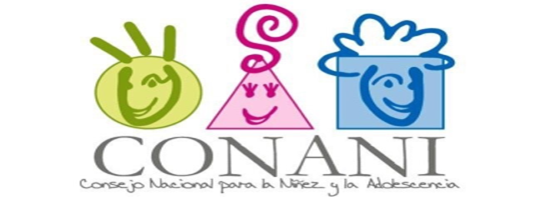 CONANI
Consejo Nacional para la Niñez y la Adolescencia